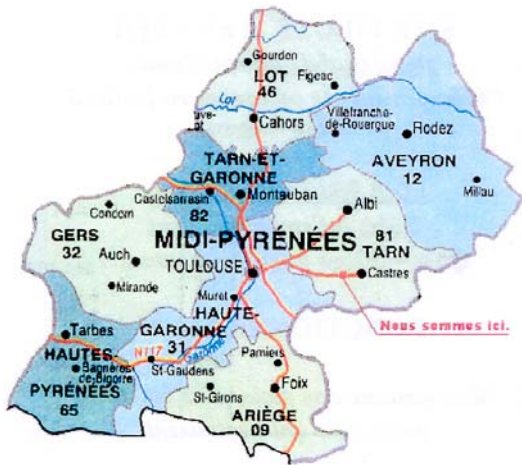 Gourdon
LOT
46
Figeac
Lot
Cahors
Villefranche-
de-Rouergue
Rodez
AVEYRON
12
Millau
TARN-ET-
GARONNE
Castelsarrasin
82
Montauban
Condom
GERS
32
Auch
Mirande
MIDI-PYRÉNÉES
TOULOUSE
Albi
81
TARN
Castres
Nous sommes ici.
Muret
HAUTE-
GARONNE
31
Tarbes
HAUTES-
Bagnères
de-Bigorre
PYRÉNÉES
65
N117
Garonne
St-Gaudens
Pamiers
St-Girons
Foix
ARIÈGE
09